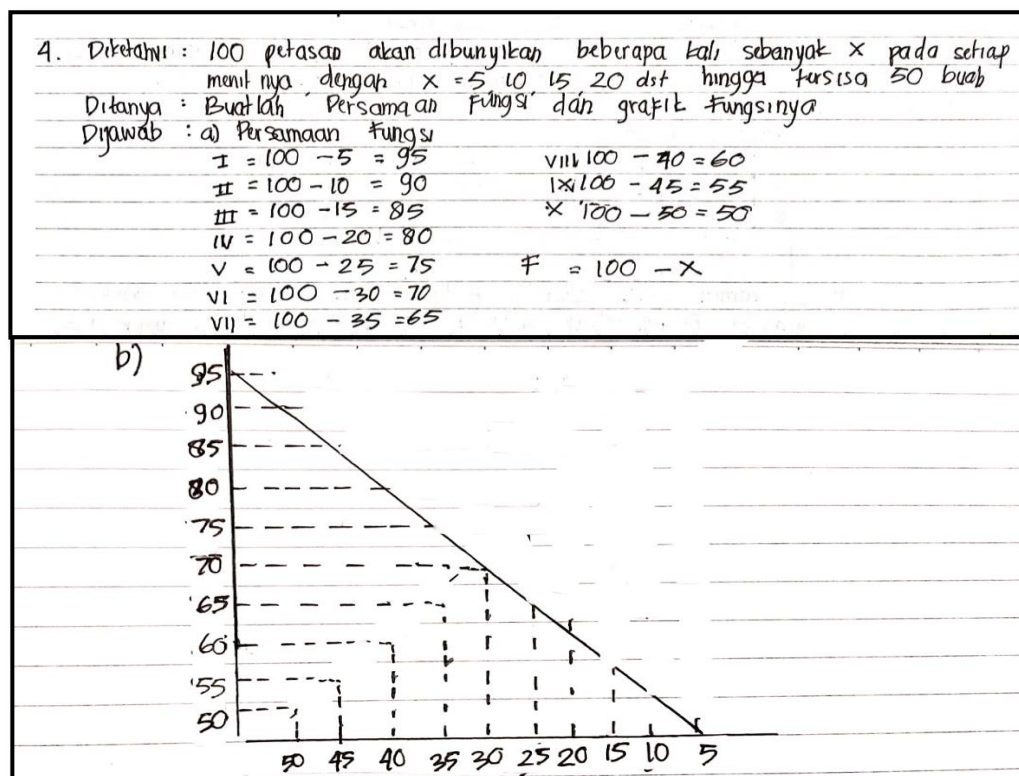 4. Diketahui : 100 petasan akan dibunyikan beberapa kali sebanyak x pada setiap
menit nya dengan x = 5 10 15 20 dst hingga tersisa 50 buah
Ditanya : Buatlah Persamaan Fungsi dan grafik Fungsinya
Dijawab : a) Persamaan Fungsi
I = 100 - 5 = 95
II = 100 - 10 = 90
III = 100 - 15 = 85
IV = 100 - 20 = 80
V = 100 - 25 = 75
VI = 100 - 30 = 70
VII = 100 - 35 = 65
VIII 100 - 40 = 60
IX 100 - 45 = 55
X 100 - 50 = 50
F = 100 - x
b)
95
90
85
80
75
70
65
60
55
50
50 45 40 35 30 25 20 15 10 5